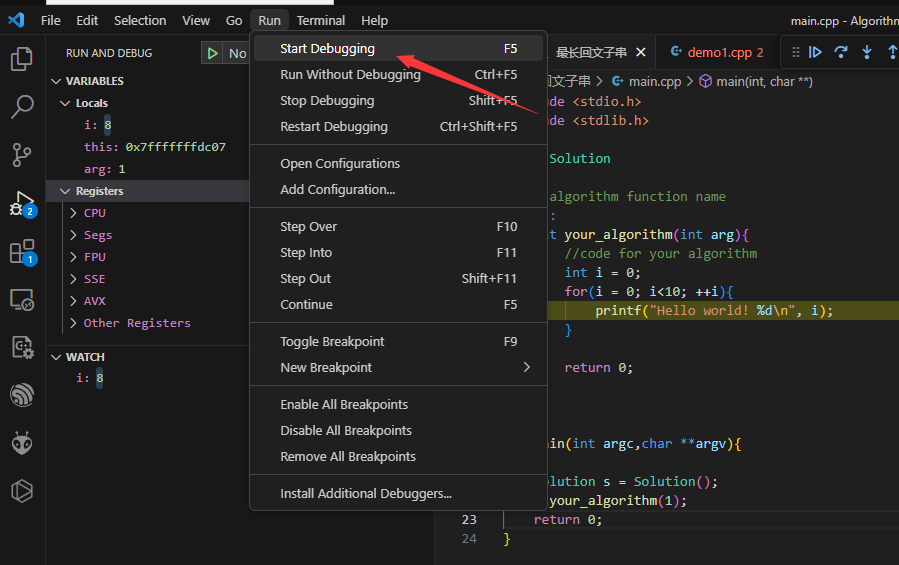 File Edit Selection View Go Run Terminal Help
main.cpp - Algorithm
RUN AND DEBUG
No
VARIABLES
Locals
i: 8
this: 0x7fffffffdc07
arg: 1
Registers
CPU
Segs
FPU
SSE
AVX
Other Registers
WATCH
i: 8
2
1
Start Debugging F5
Run Without Debugging Ctrl+F5
Stop Debugging Shift+F5
Restart Debugging Ctrl+Shift+F5
Open Configurations
Add Configuration...
Step Over F10
Step Into F11
Step Out Shift+F11
Continue F5
Toggle Breakpoint F9
New Breakpoint
Enable All Breakpoints
Disable All Breakpoints
Remove All Breakpoints
Install Additional Debuggers...
最长回文子串
demo1.cpp 2
回文子串 > main.cpp > main(int, char **)
ude <stdio.h>
ude <stdlib.h>
Solution
algorithm function name
:
t your_algorithm(int arg){
//code for your algorithm
int i = 0;
for(i = 0; i<10; ++i){
printf("Hello world! %d\n", i);
}
return 0;
in(int argc,char **argv){
olution s = Solution();
your_algorithm(1);
23 return 0;
24 }